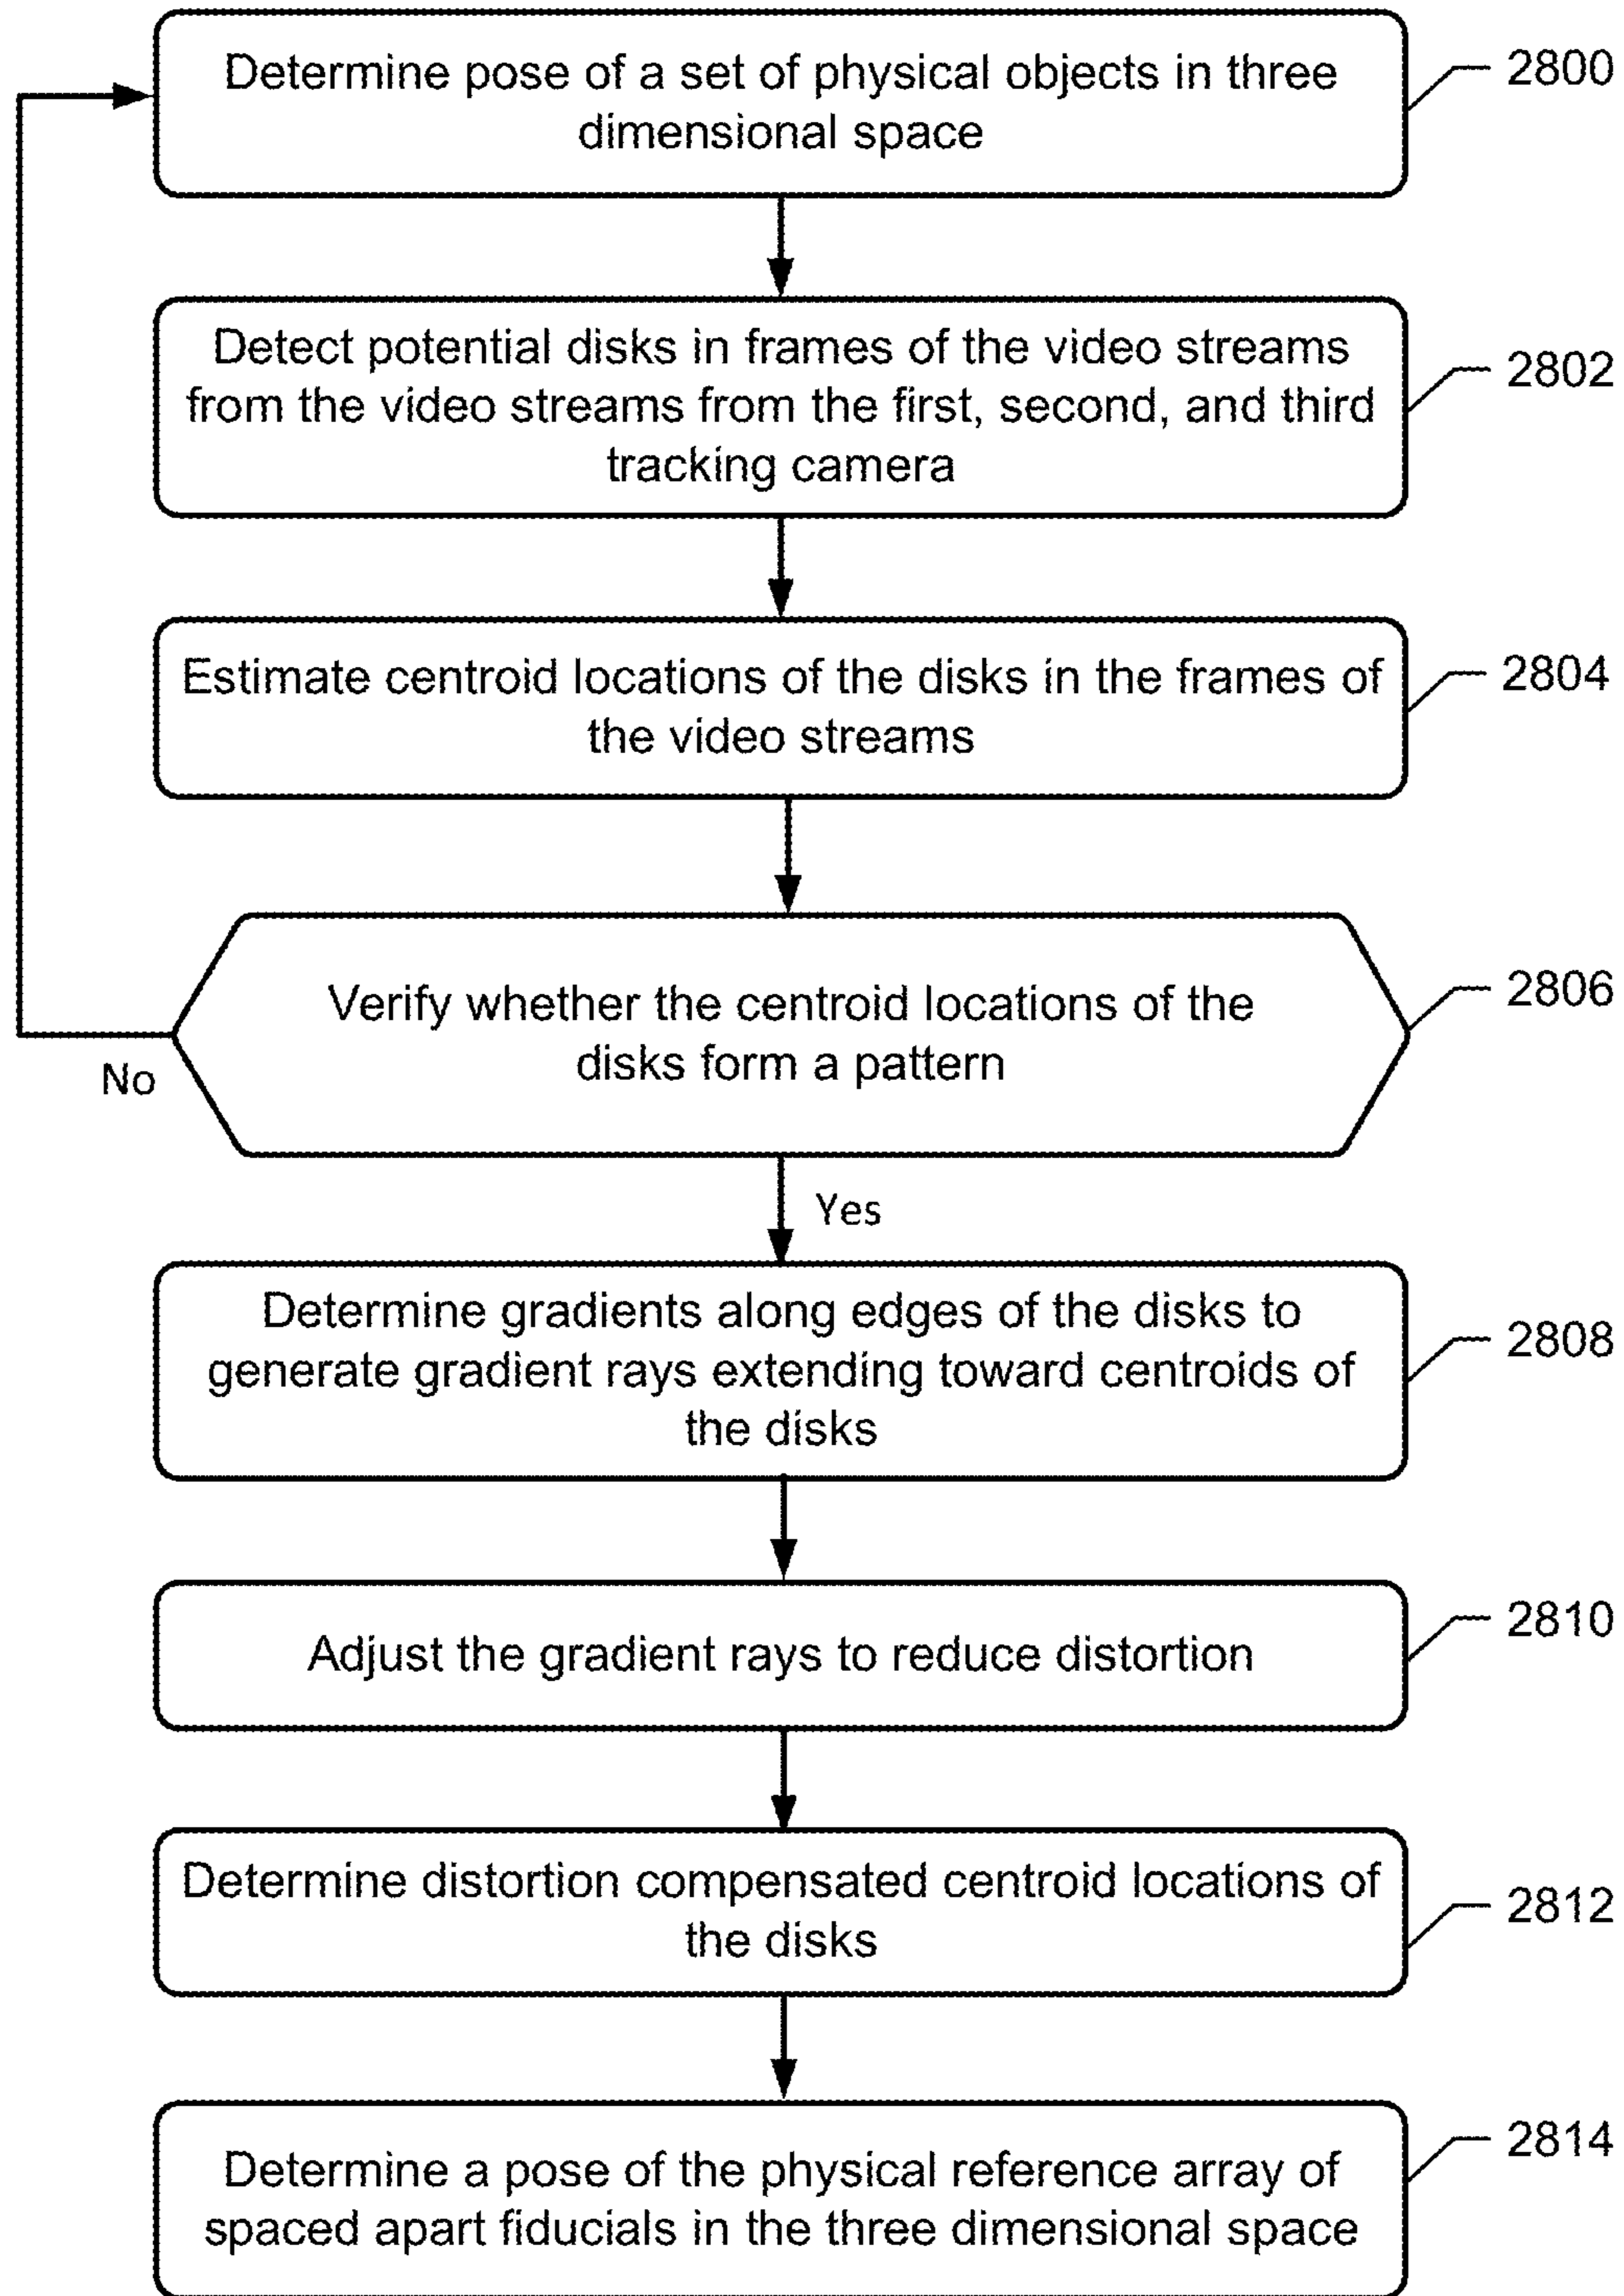 Determine pose of a set of physical objects in three
dimensional space
2800
Detect potential disks in frames of the video streams
from the video streams from the first, second, and third
tracking camera
2802
Estimate centroid locations of the disks in the frames of
the video streams
2804
Verify whether the centroid locations of the
disks form a pattern
2806
No
Yes
Determine gradients along edges of the disks to
generate gradient rays extending toward centroids of
the disks
2808
Adjust the gradient rays to reduce distortion
2810
Determine distortion compensated centroid locations of
the disks
2812
Determine a pose of the physical reference array of
spaced apart fiducials in the three dimensional space
2814